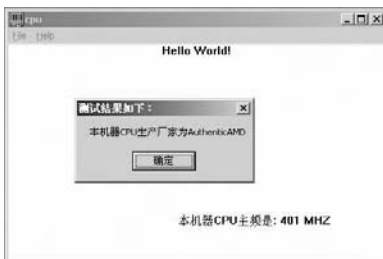 cpu
File Help
Hello World!
测试结果如下：
本机器CPU生产厂家为AuthenticAMD
确定
本机器CPU主频是: 401 MHZ